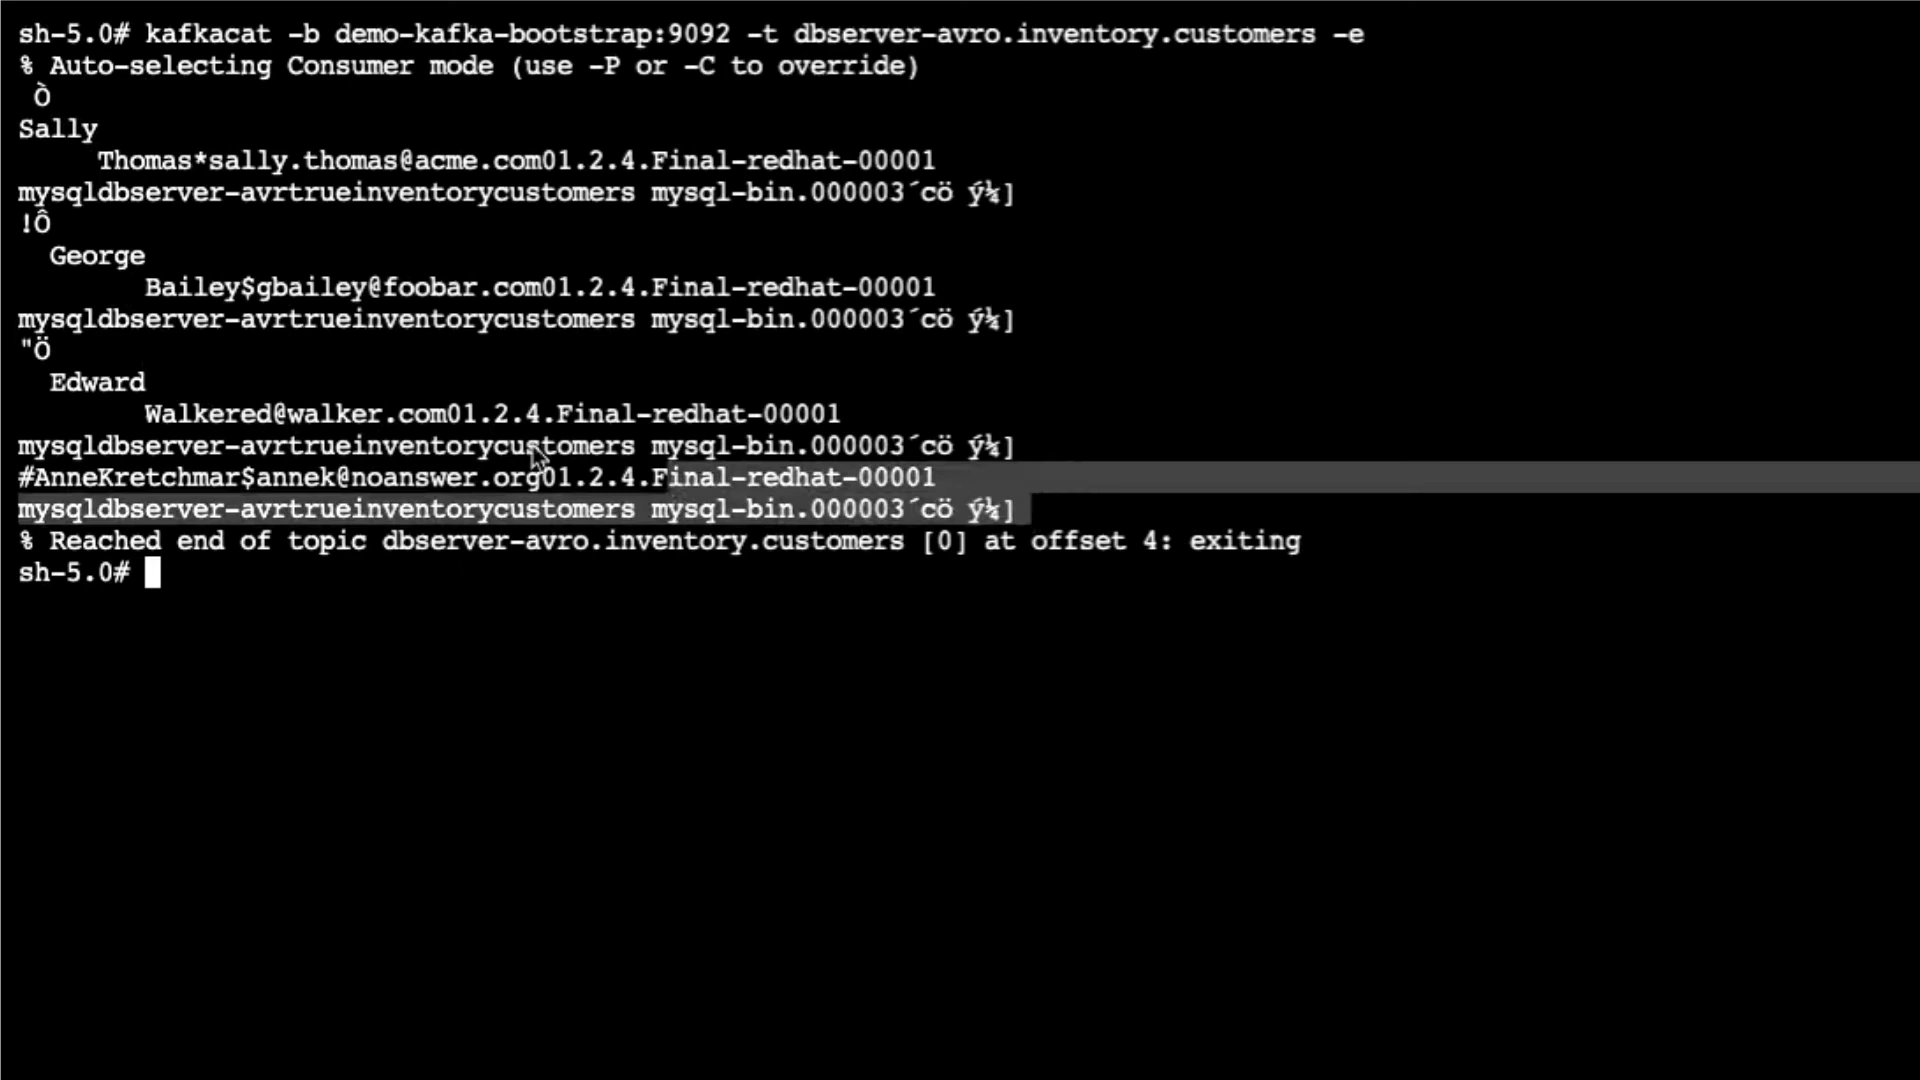 sh-5.0# kafkacat -b demo-kafka-bootstrap:9092 -t dbserver-avro.inventory.customers -e
% Auto-selecting Consumer mode (use -P or -C to override)
Ò
Sally
Thomas*sally.thomas@acme.com01.2.4.Final-redhat-00001
mysqldbserver-avrtrueinventorycustomers mysql-bin.000003´cö ý¼]
!Ô
George
Bailey$gbailey@foobar.com01.2.4.Final-redhat-00001
mysqldbserver-avrtrueinventorycustomers mysql-bin.000003´cö ý¼]
"Ö
Edward
Walkered@walker.com01.2.4.Final-redhat-00001
mysqldbserver-avrtrueinventorycustomers mysql-bin.000003´cö ý¼]
#AnneKretchmar$annek@noanswer.org01.2.4.Final-redhat-00001
mysqldbserver-avrtrueinventorycustomers mysql-bin.000003´cö ý¼]
% Reached end of topic dbserver-avro.inventory.customers [0] at offset 4: exiting
sh-5.0#